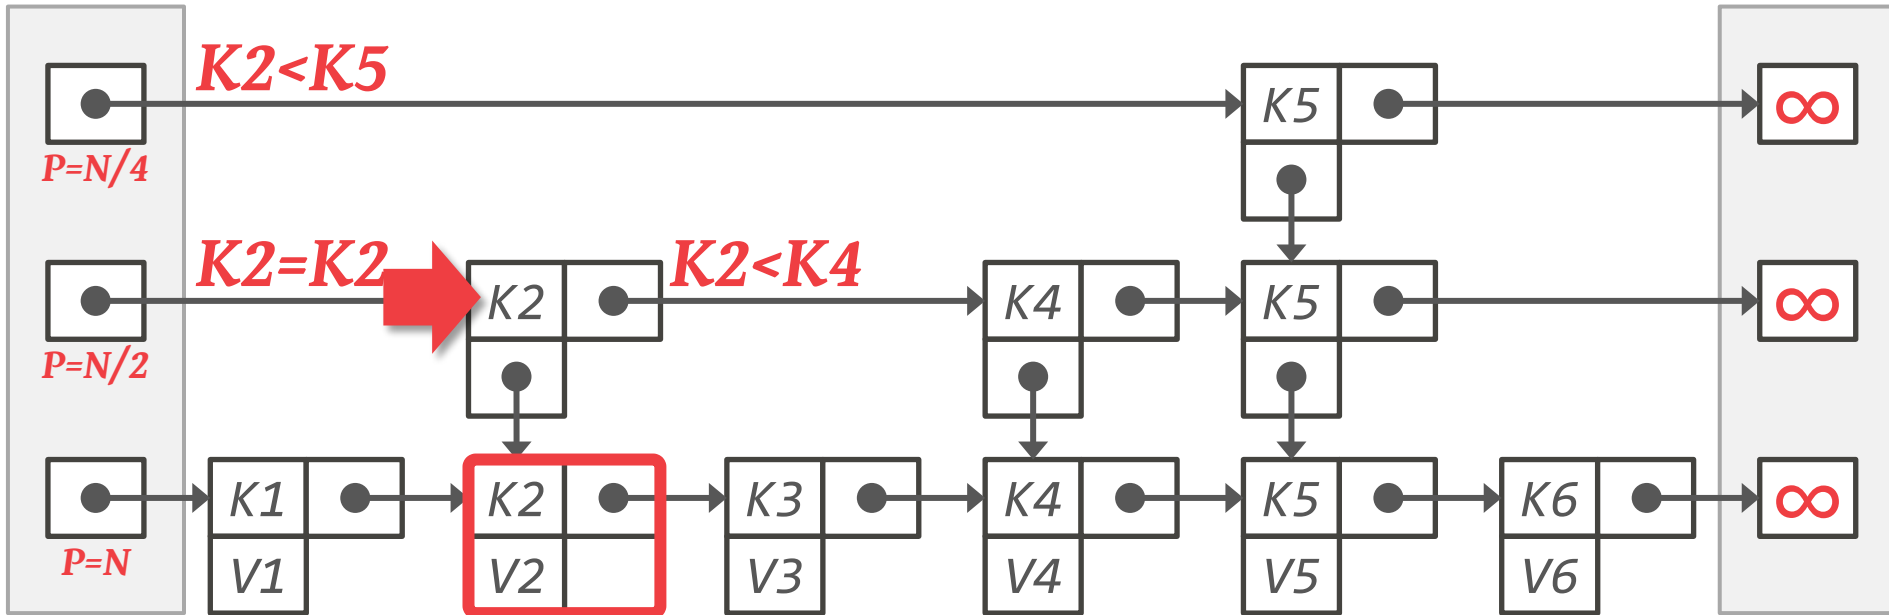 K2<K5
K5
∞
P=N/4
K2=K2
K2
K2<K4
K4
K5
∞
P=N/2
K1
K2
K3
K4
K5
K6
∞
P=N
V1
V2
V3
V4
V5
V6